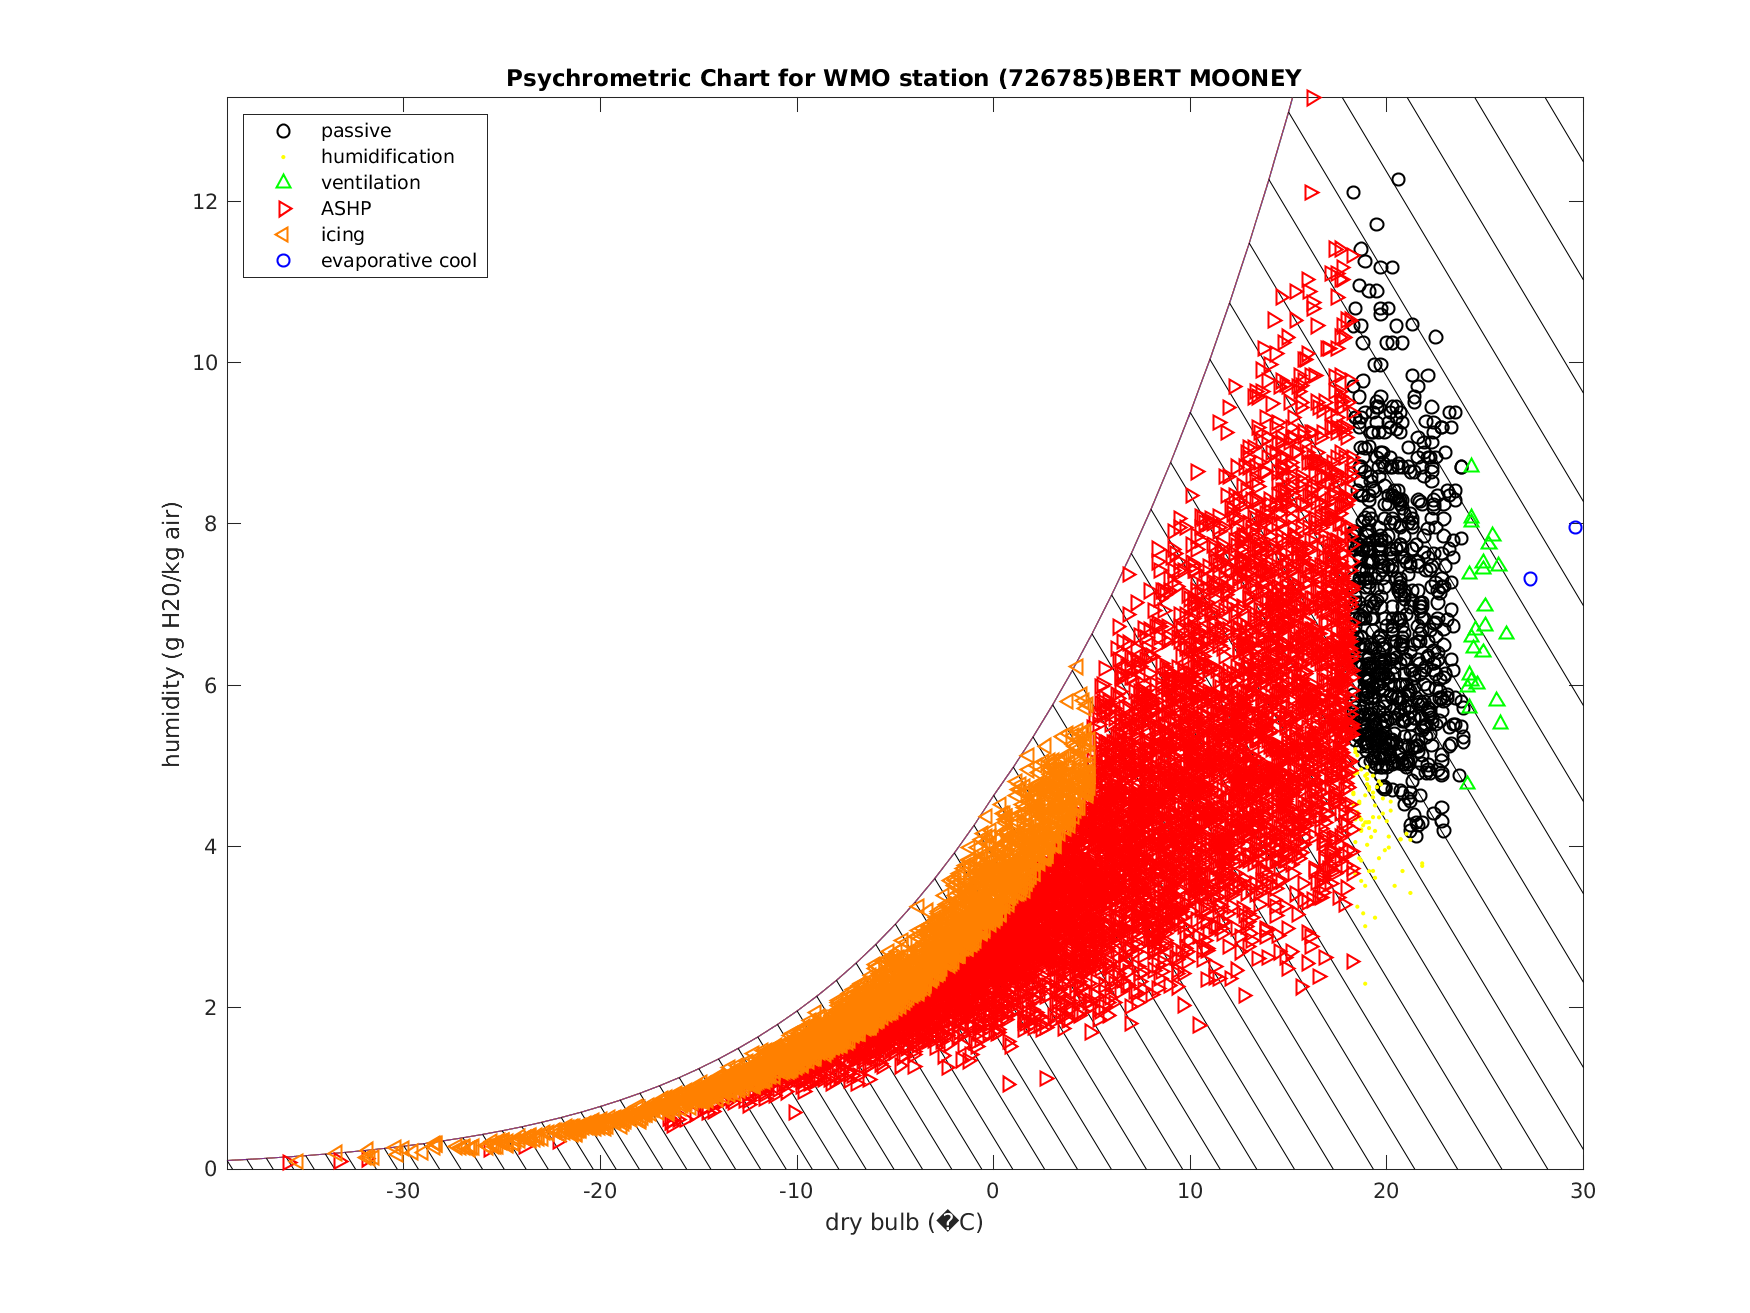 Psychrometric Chart for WMO station (726785)BERT MOONEY
passive
humidification
ventilation
ASHP
icing
evaporative cool
humidity (g H20/kg air)
12
10
8
6
4
2
0
-30 -20 -10 0 10 20 30
dry bulb (�C)